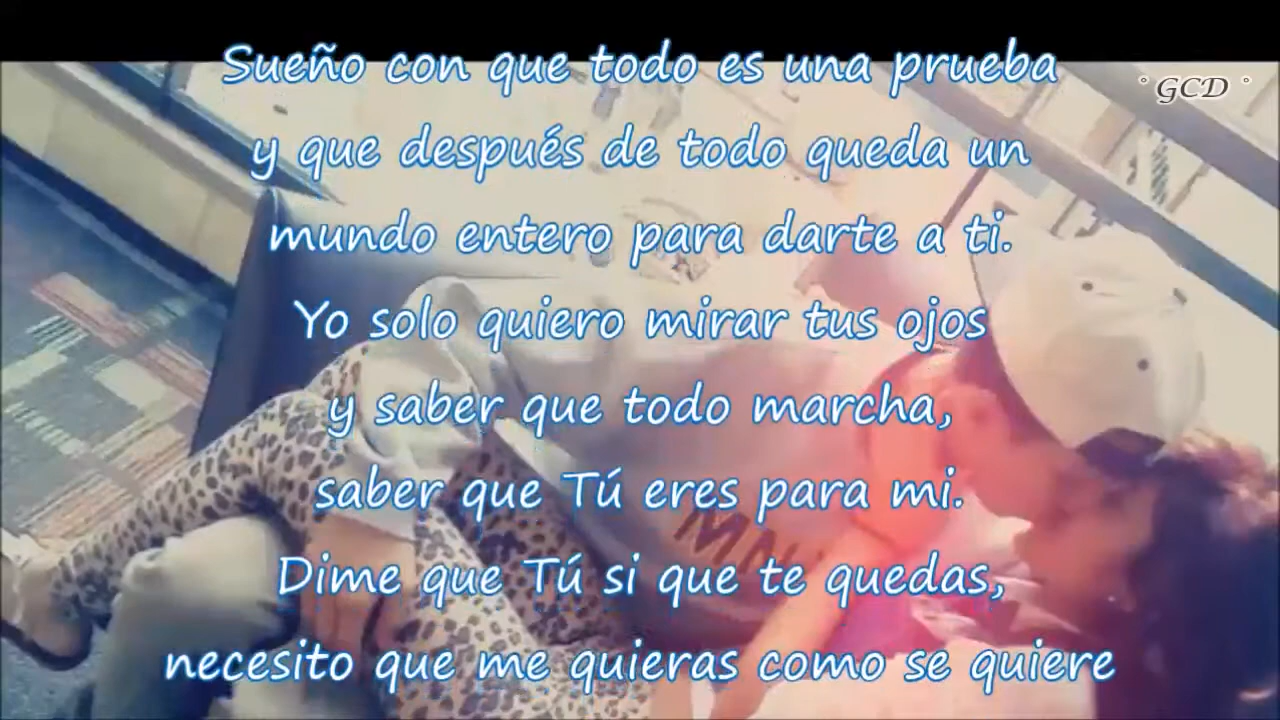 Sueño con que todo es una prueba
° GCD °
y que después de todo queda un
mundo entero para darte a ti.
Yo solo quiero mirar tus ojos
y saber que todo marcha,
saber que Tú eres para mi.
Dime que Tú si que te quedas,
necesito que me quieras como se quiere